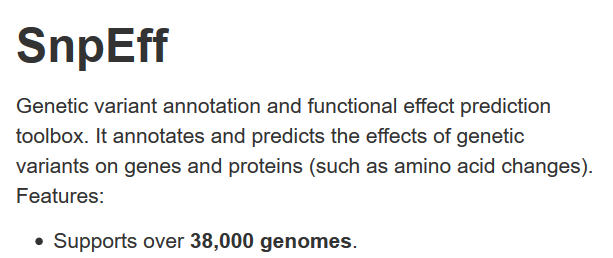 SnpEff
Genetic variant annotation and functional effect prediction
toolbox. It annotates and predicts the effects of genetic
variants on genes and proteins (such as amino acid changes).
Features:
• Supports over 38,000 genomes.